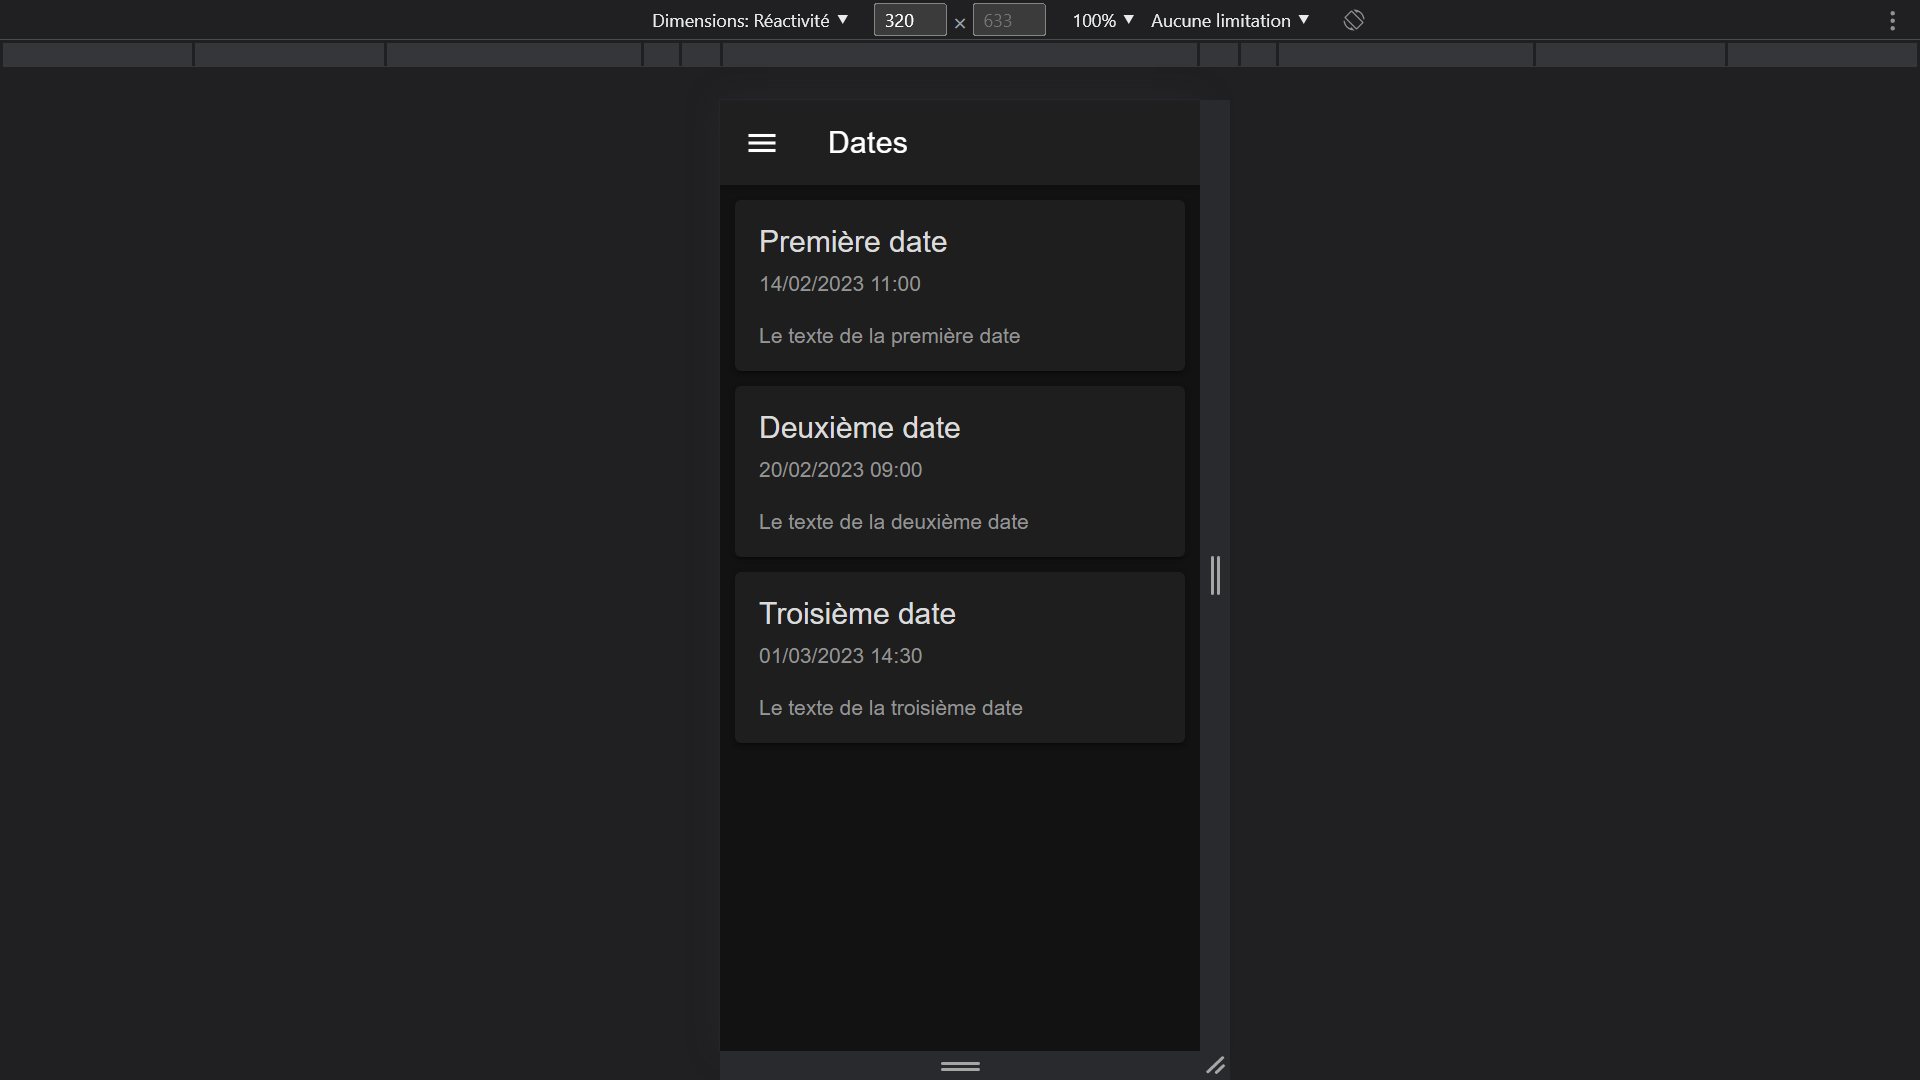 Dimensions: Réactivité ▼ 320 × 633 100% ▼ Aucune limitation ▼
Dates
Première date
14/02/2023 11:00
Le texte de la première date
Deuxième date
20/02/2023 09:00
Le texte de la deuxième date
Troisième date
01/03/2023 14:30
Le texte de la troisième date